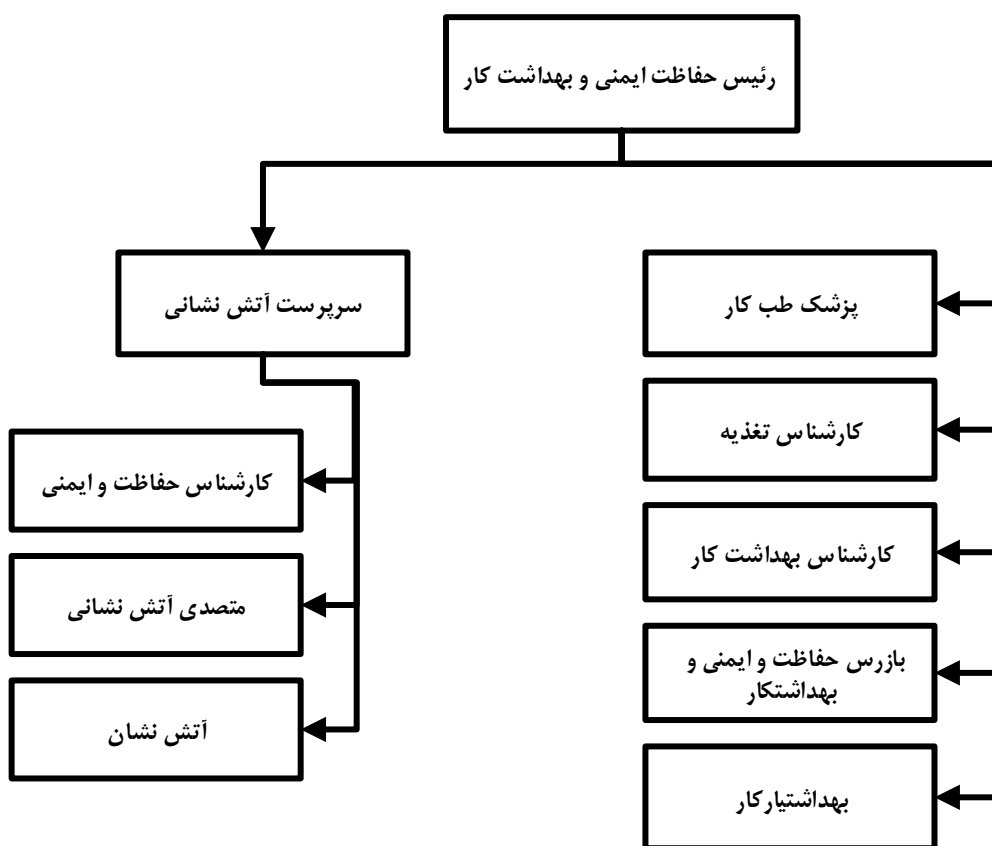 رئیس حفاظت ایمنی و بهداشت کار
پزشک طب کار
کارشناس تغذیه
کارشناس بهداشت کار
بازرس حفاظت و ایمنی و
بهداشتکار
بهداشتیارکار
سرپرست آتش نشانی
کارشناس حفاظت و ایمنی
متصدی آتش نشانی
آتش نشان